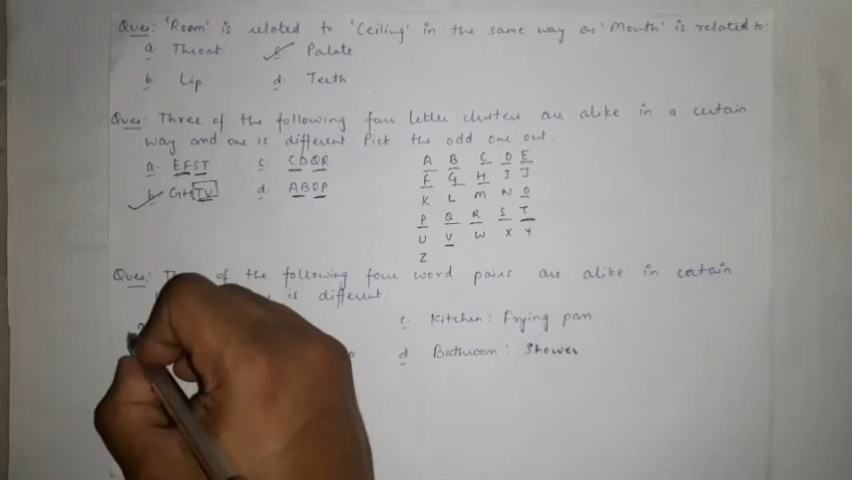 Ques: 'Room' is related to 'Ceiling' in the same way as 'Mouth' is related to:
a. Throat c. Palate
b. Lip d. Teeth
Ques: Three of the following four letter clusters are alike in a certain
way and one is different. Pick the odd one out.
a. EFST c. CDQR
b. GHTV d. ABOP
A B C D E
F G H I J
K L M N O
P Q R S T
U V W X Y
Z
Ques: of the following four word pairs are alike in certain
is different.
c. Kitchen: Frying pan
d. Bathroom: Shower